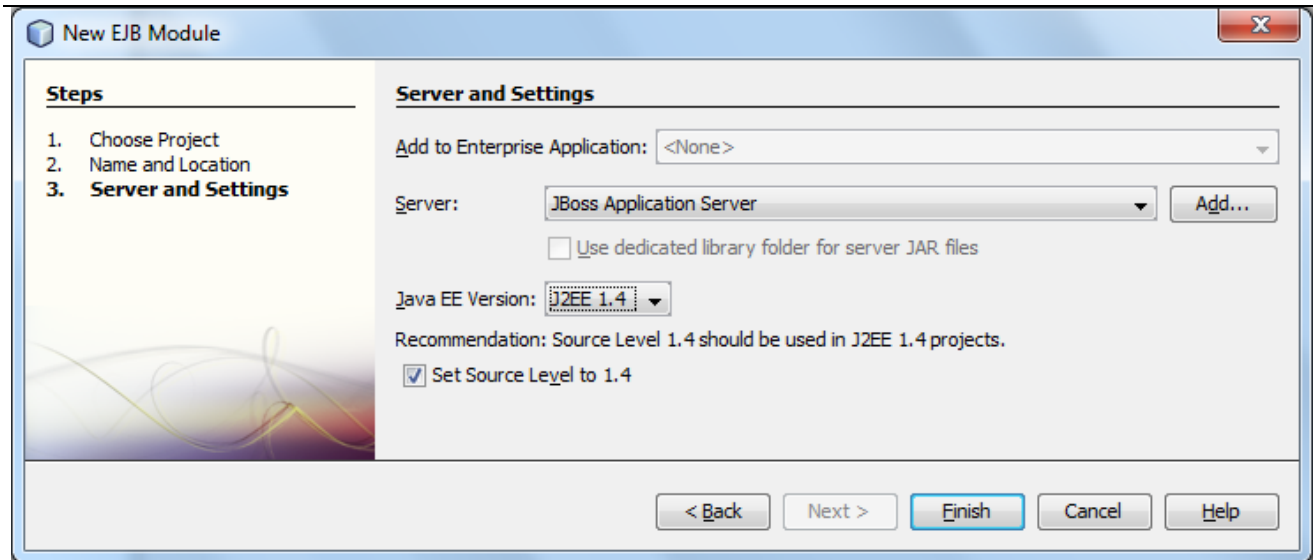 New EJB Module
Steps
1. Choose Project
2. Name and Location
3. Server and Settings
Server and Settings
Add to Enterprise Application: <None>
Server: JBoss Application Server Add...
Use dedicated library folder for server JAR files
Java EE Version: J2EE 1.4
Recommendation: Source Level 1.4 should be used in J2EE 1.4 projects.
Set Source Level to 1.4
< Back Next > Finish Cancel Help